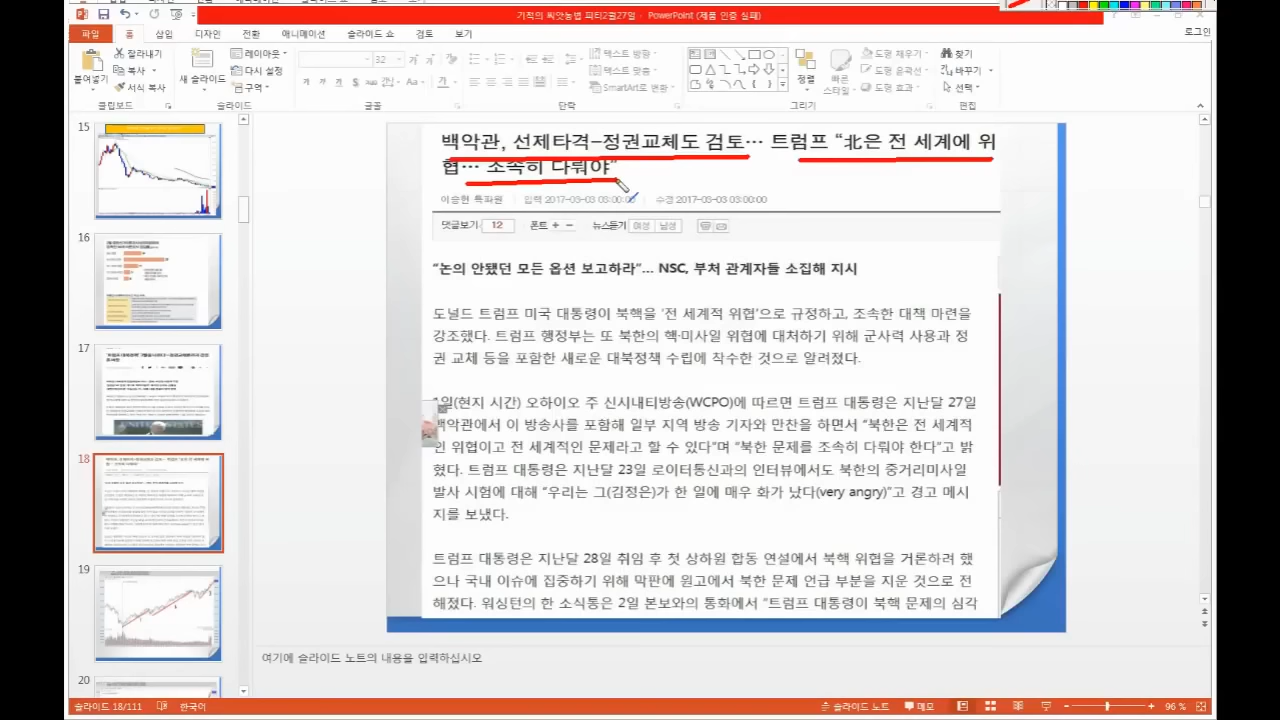 기적의 씨앗농법 파티2월27일 - PowerPoint (제품 인증 실패)
파일 홈 삽입 디자인 전환 애니메이션 슬라이드 쇼 검토 보기
로그인
붙여넣기
잘라내기
복사
서식 복사
클립보드
새 슬라이드
레이아웃
다시 설정
구역
슬라이드
32
글꼴
텍스트 방향
텍스트 맞춤
SmartArt로 변환
단락
정렬
빠른 스타일
도형 채우기
도형 윤곽선
도형 효과
그리기
찾기
바꾸기
선택
편집
15
16
17
18
19
20
백악관, 선제타격-정권교체도 검토… 트럼프 “北은 전 세계에 위
협… 조속히 다뤄야”
이승헌 특파원 입력 2017-03-03 03:00:00 수정 2017-03-03 03:00:00
댓글보기 12 폰트 + - 뉴스듣기 여성 남성
“논의 안됐던 모든 옵션 보고하라”… NSC, 부처 관계자들 소집해 지시
도널드 트럼프 미국 대통령이 북핵을 ‘전 세계적 위협’으로 규정하고, 조속한 대책 마련을
강조했다. 트럼프 행정부는 또 북한의 핵·미사일 위협에 대처하기 위해 군사력 사용과 정
권 교체 등을 포함한 새로운 대북정책 수립에 착수한 것으로 알려졌다.
1일(현지 시간) 오하이오 주 신시내티방송(WCPO)에 따르면 트럼프 대통령은 지난달 27일
백악관에서 이 방송사를 포함해 일부 지역 방송 기자와 만찬을 하면서 “북한은 전 세계적
인 위협이고 전 세계적인 문제라고 할 수 있다”며 “북한 문제를 조속히 다뤄야 한다”고 밝
혔다. 트럼프 대통령은 지난달 23일 로이터통신과의 인터뷰에서도 북한의 중거리미사일
발사 시험에 대해 “우리는 그(김정은)가 한 일에 매우 화가 났다(very angry)”고 경고 메시
지를 보냈다.
트럼프 대통령은 지난달 28일 취임 후 첫 상하원 합동 연설에서 북핵 위협을 거론하려 했
으나 국내 이슈에 집중하기 위해 막판에 원고에서 북한 문제 언급 부분을 지운 것으로 전
해졌다. 워싱턴의 한 소식통은 2일 본보와의 통화에서 “트럼프 대통령이 북핵 문제의 심각
여기에 슬라이드 노트의 내용을 입력하십시오
슬라이드 18/111 한국어 슬라이드 노트 메모 96 %